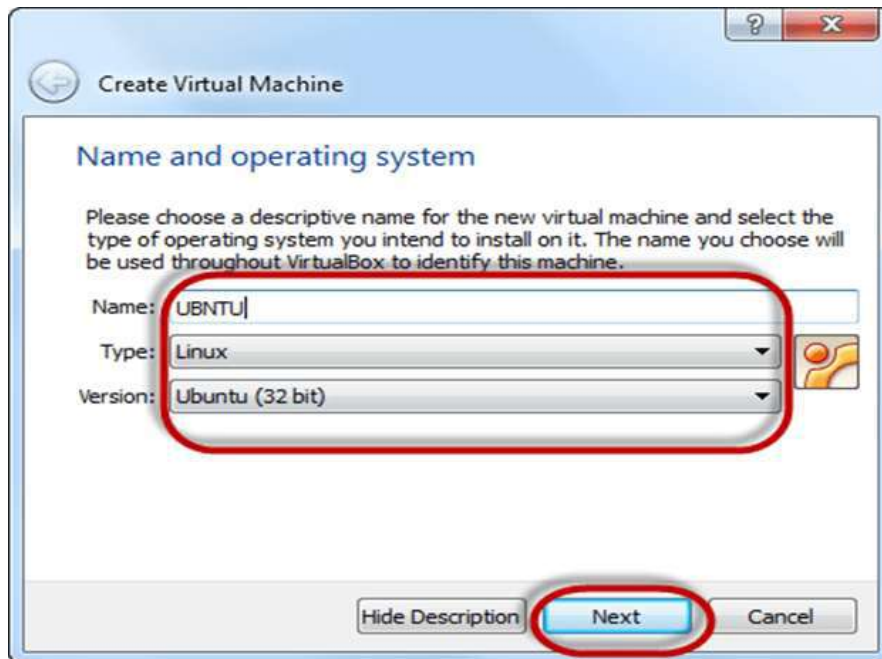 ?
X
Create Virtual Machine
Name and operating system
Please choose a descriptive name for the new virtual machine and select the
type of operating system you intend to install on it. The name you choose will
be used throughout VirtualBox to identify this machine.
Name: UBNTU
Type: Linux
Version: Ubuntu (32 bit)
Hide Description Next Cancel